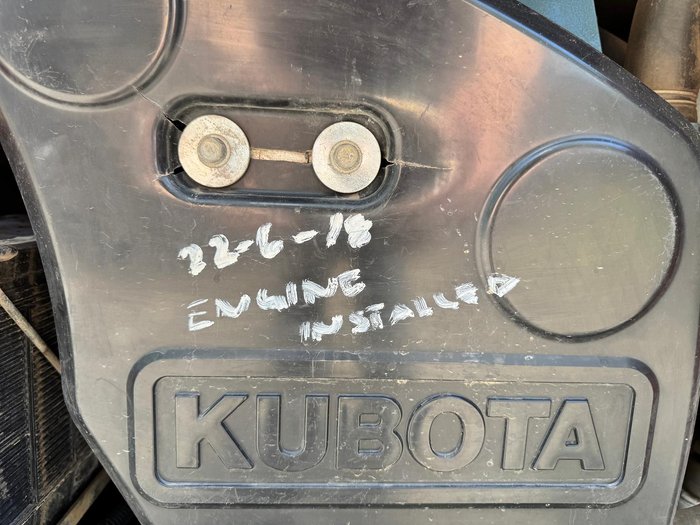 22-6-18
ENGINE
INSTALLED
KUBOTA